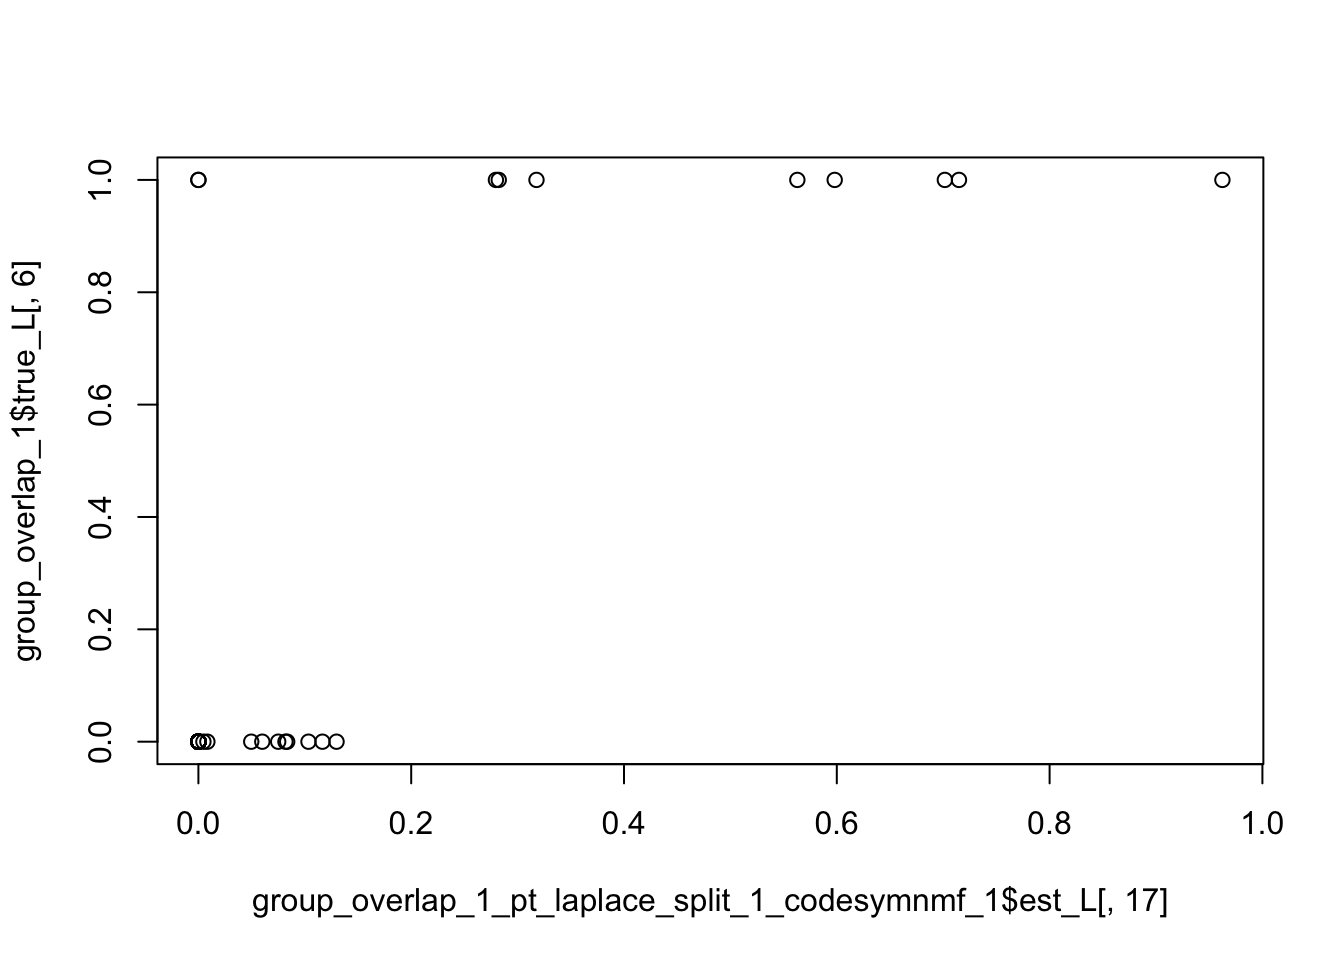 group_overlap_1$true_L[, 6]
1.0
0.8
0.6
0.4
0.2
0.0
0.0 0.2 0.4 0.6 0.8 1.0
group_overlap_1_pt_laplace_split_1_codesymnmf_1$est_L[, 17]